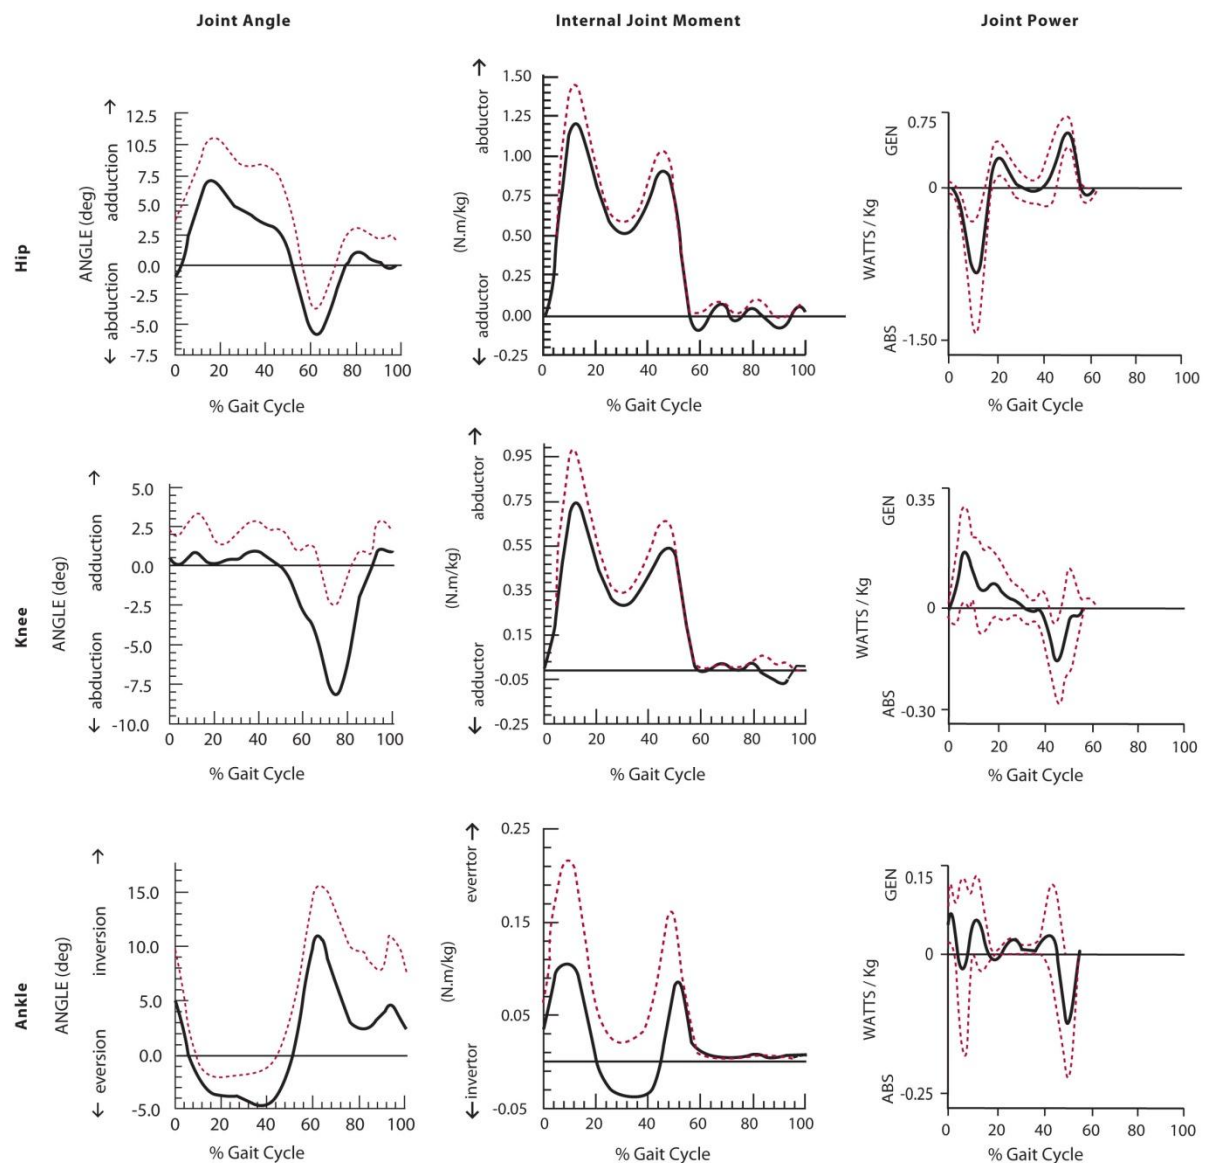 Joint Angle
Internal Joint Moment
Joint Power
Hip
ANGLE (deg)
← abduction adduction →
12.5
10.5
7.5
5.0
2.5
0.0
-2.5
-5.0
-7.5
0 20 40 60 80 100
% Gait Cycle
(N.m/kg)
← adductor abductor →
1.50
1.25
1.00
0.75
0.50
0.25
0.00
-0.25
0 20 40 60 80 100
% Gait Cycle
WATTS / Kg
ABS GEN
0.75
0
-1.50
0 20 40 60 80 100
% Gait Cycle
Knee
ANGLE (deg)
← abduction adduction →
5.0
2.5
0.0
-2.5
-5.0
-7.5
-10.0
0 20 40 60 80 100
% Gait Cycle
(N.m/kg)
← adductor abductor →
0.95
0.75
0.55
0.35
0.15
-0.05
-0.25
0 20 40 60 80 100
% Gait Cycle
WATTS / Kg
ABS GEN
0.35
0
-0.30
0 20 40 60 80 100
% Gait Cycle
Ankle
ANGLE (deg)
← eversion inversion →
15.0
10.0
5.0
0.0
-5.0
0 20 40 60 80 100
% Gait Cycle
(N.m/kg)
← invertor everrtor →
0.25
0.15
0.05
-0.05
0 20 40 60 80 100
% Gait Cycle
WATTS / Kg
ABS GEN
0.15
0
-0.25
0 20 40 60 80 100
% Gait Cycle